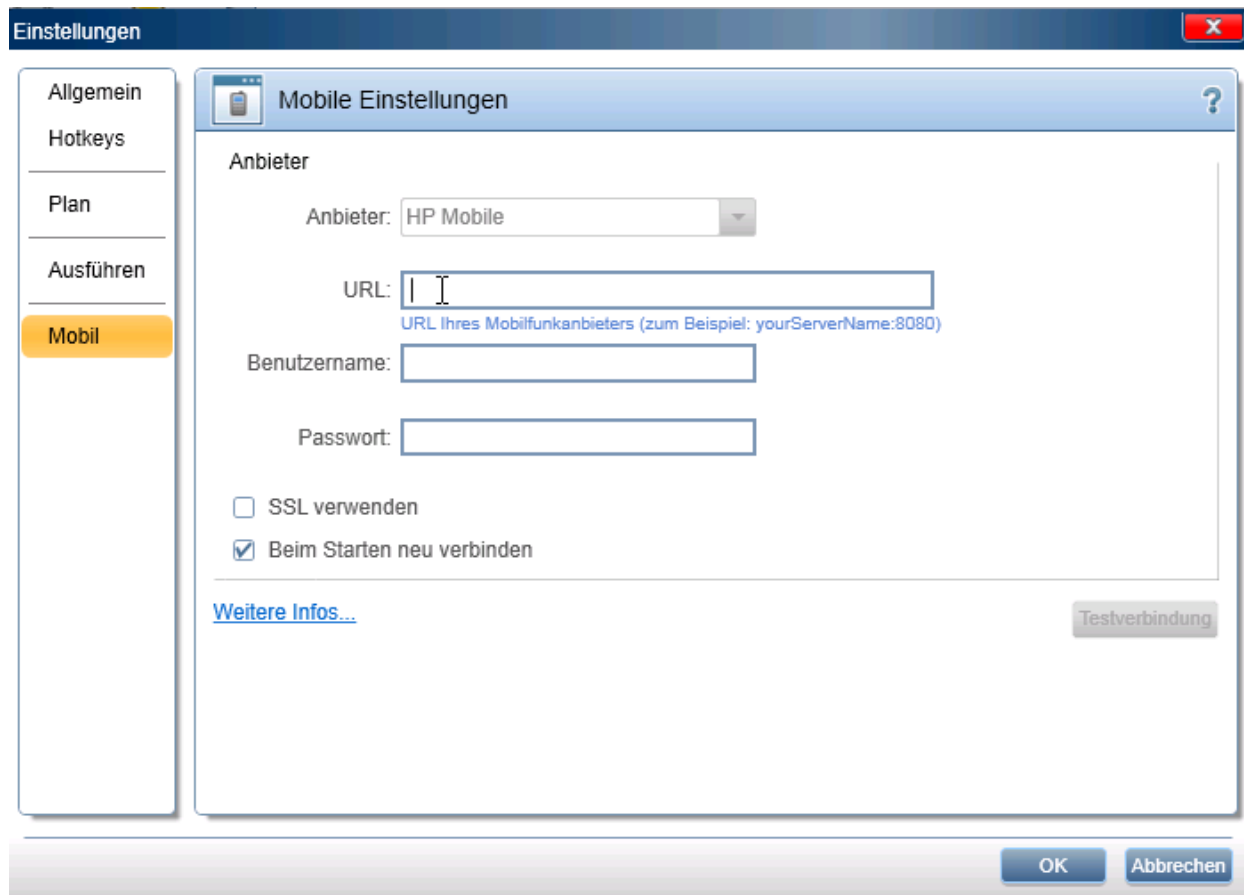 Einstellungen
Allgemein
Hotkeys
Plan
Ausführen
Mobil
Mobile Einstellungen
?
Anbieter
Anbieter: HP Mobile
URL:
URL Ihres Mobilfunkanbieters (zum Beispiel: yourServerName:8080)
Benutzername:
Passwort:
SSL verwenden
Beim Starten neu verbinden
Weitere Infos...
Testverbindung
OK
Abbrechen